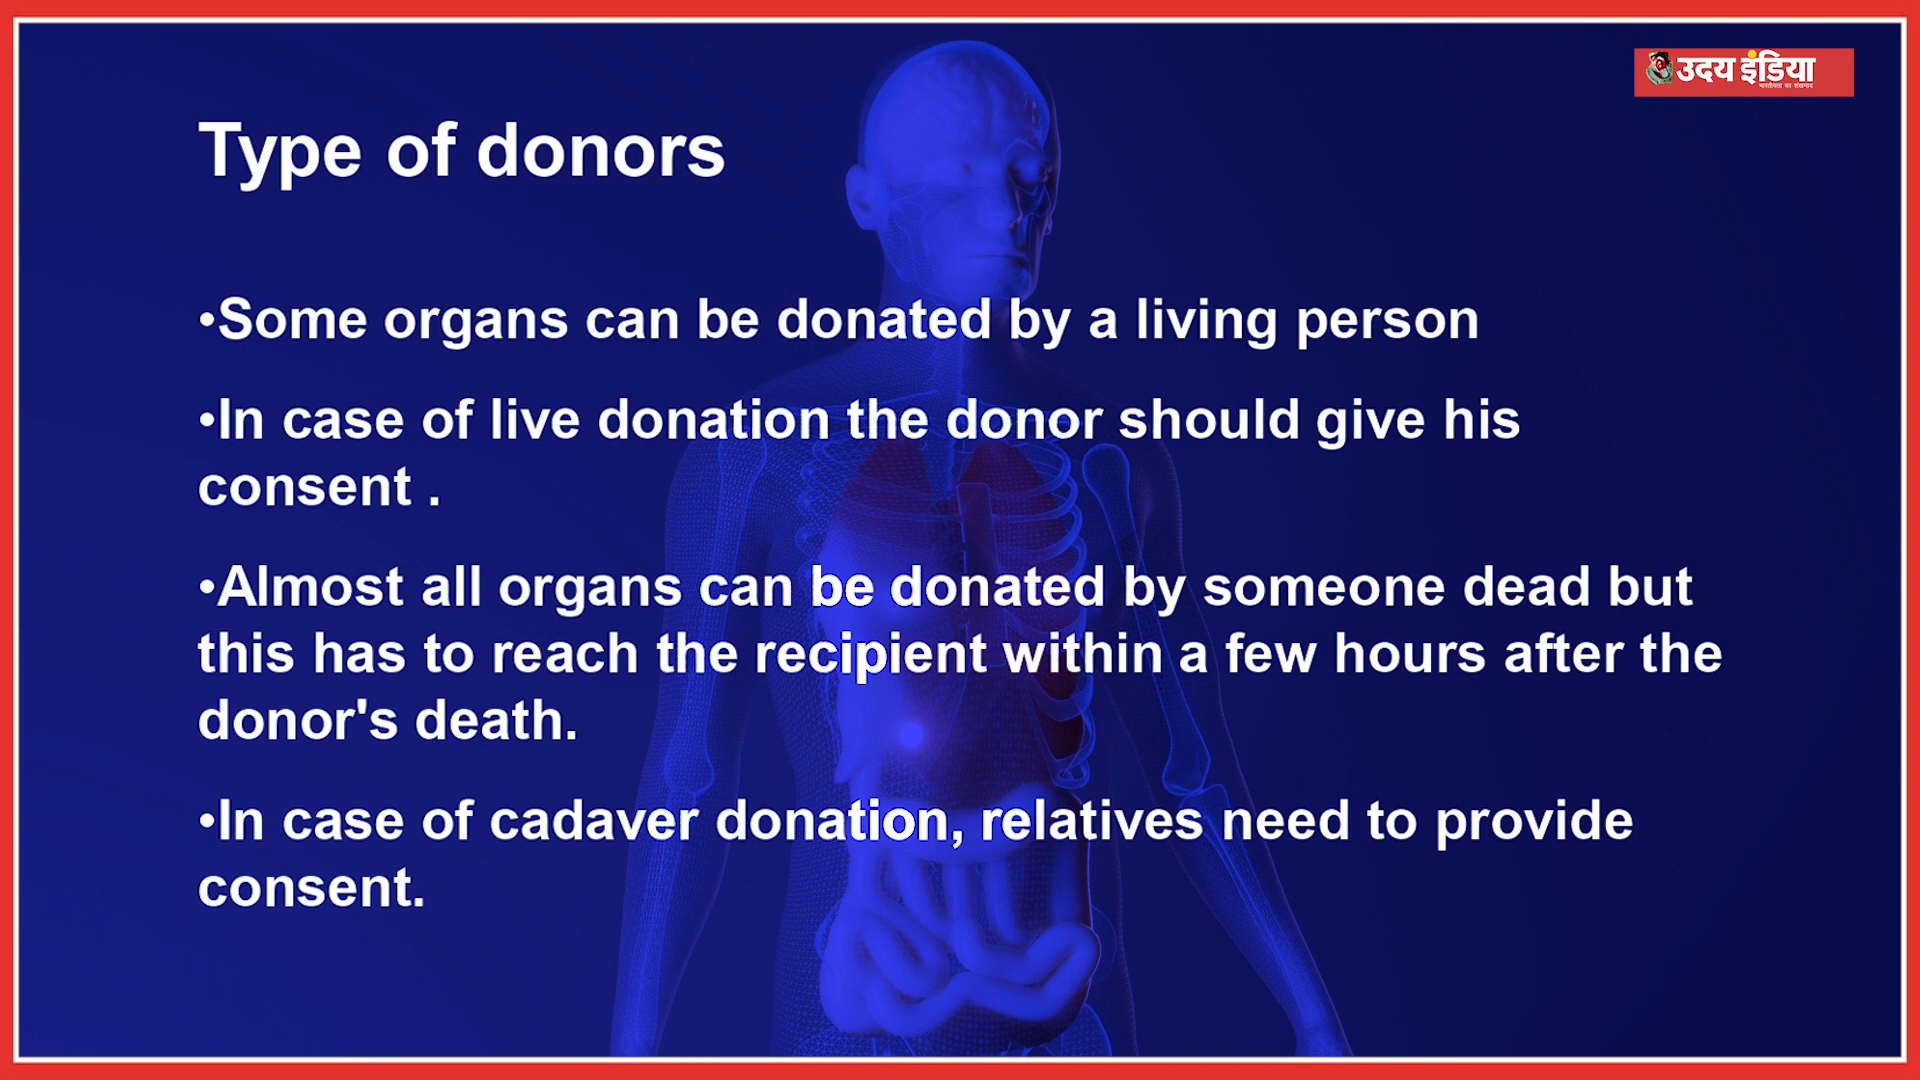 उदय इंडिया
Type of donors
•Some organs can be donated by a living person
•In case of live donation the donor should give his
consent .
•Almost all organs can be donated by someone dead but
this has to reach the recipient within a few hours after the
donor's death.
•In case of cadaver donation, relatives need to provide
consent.